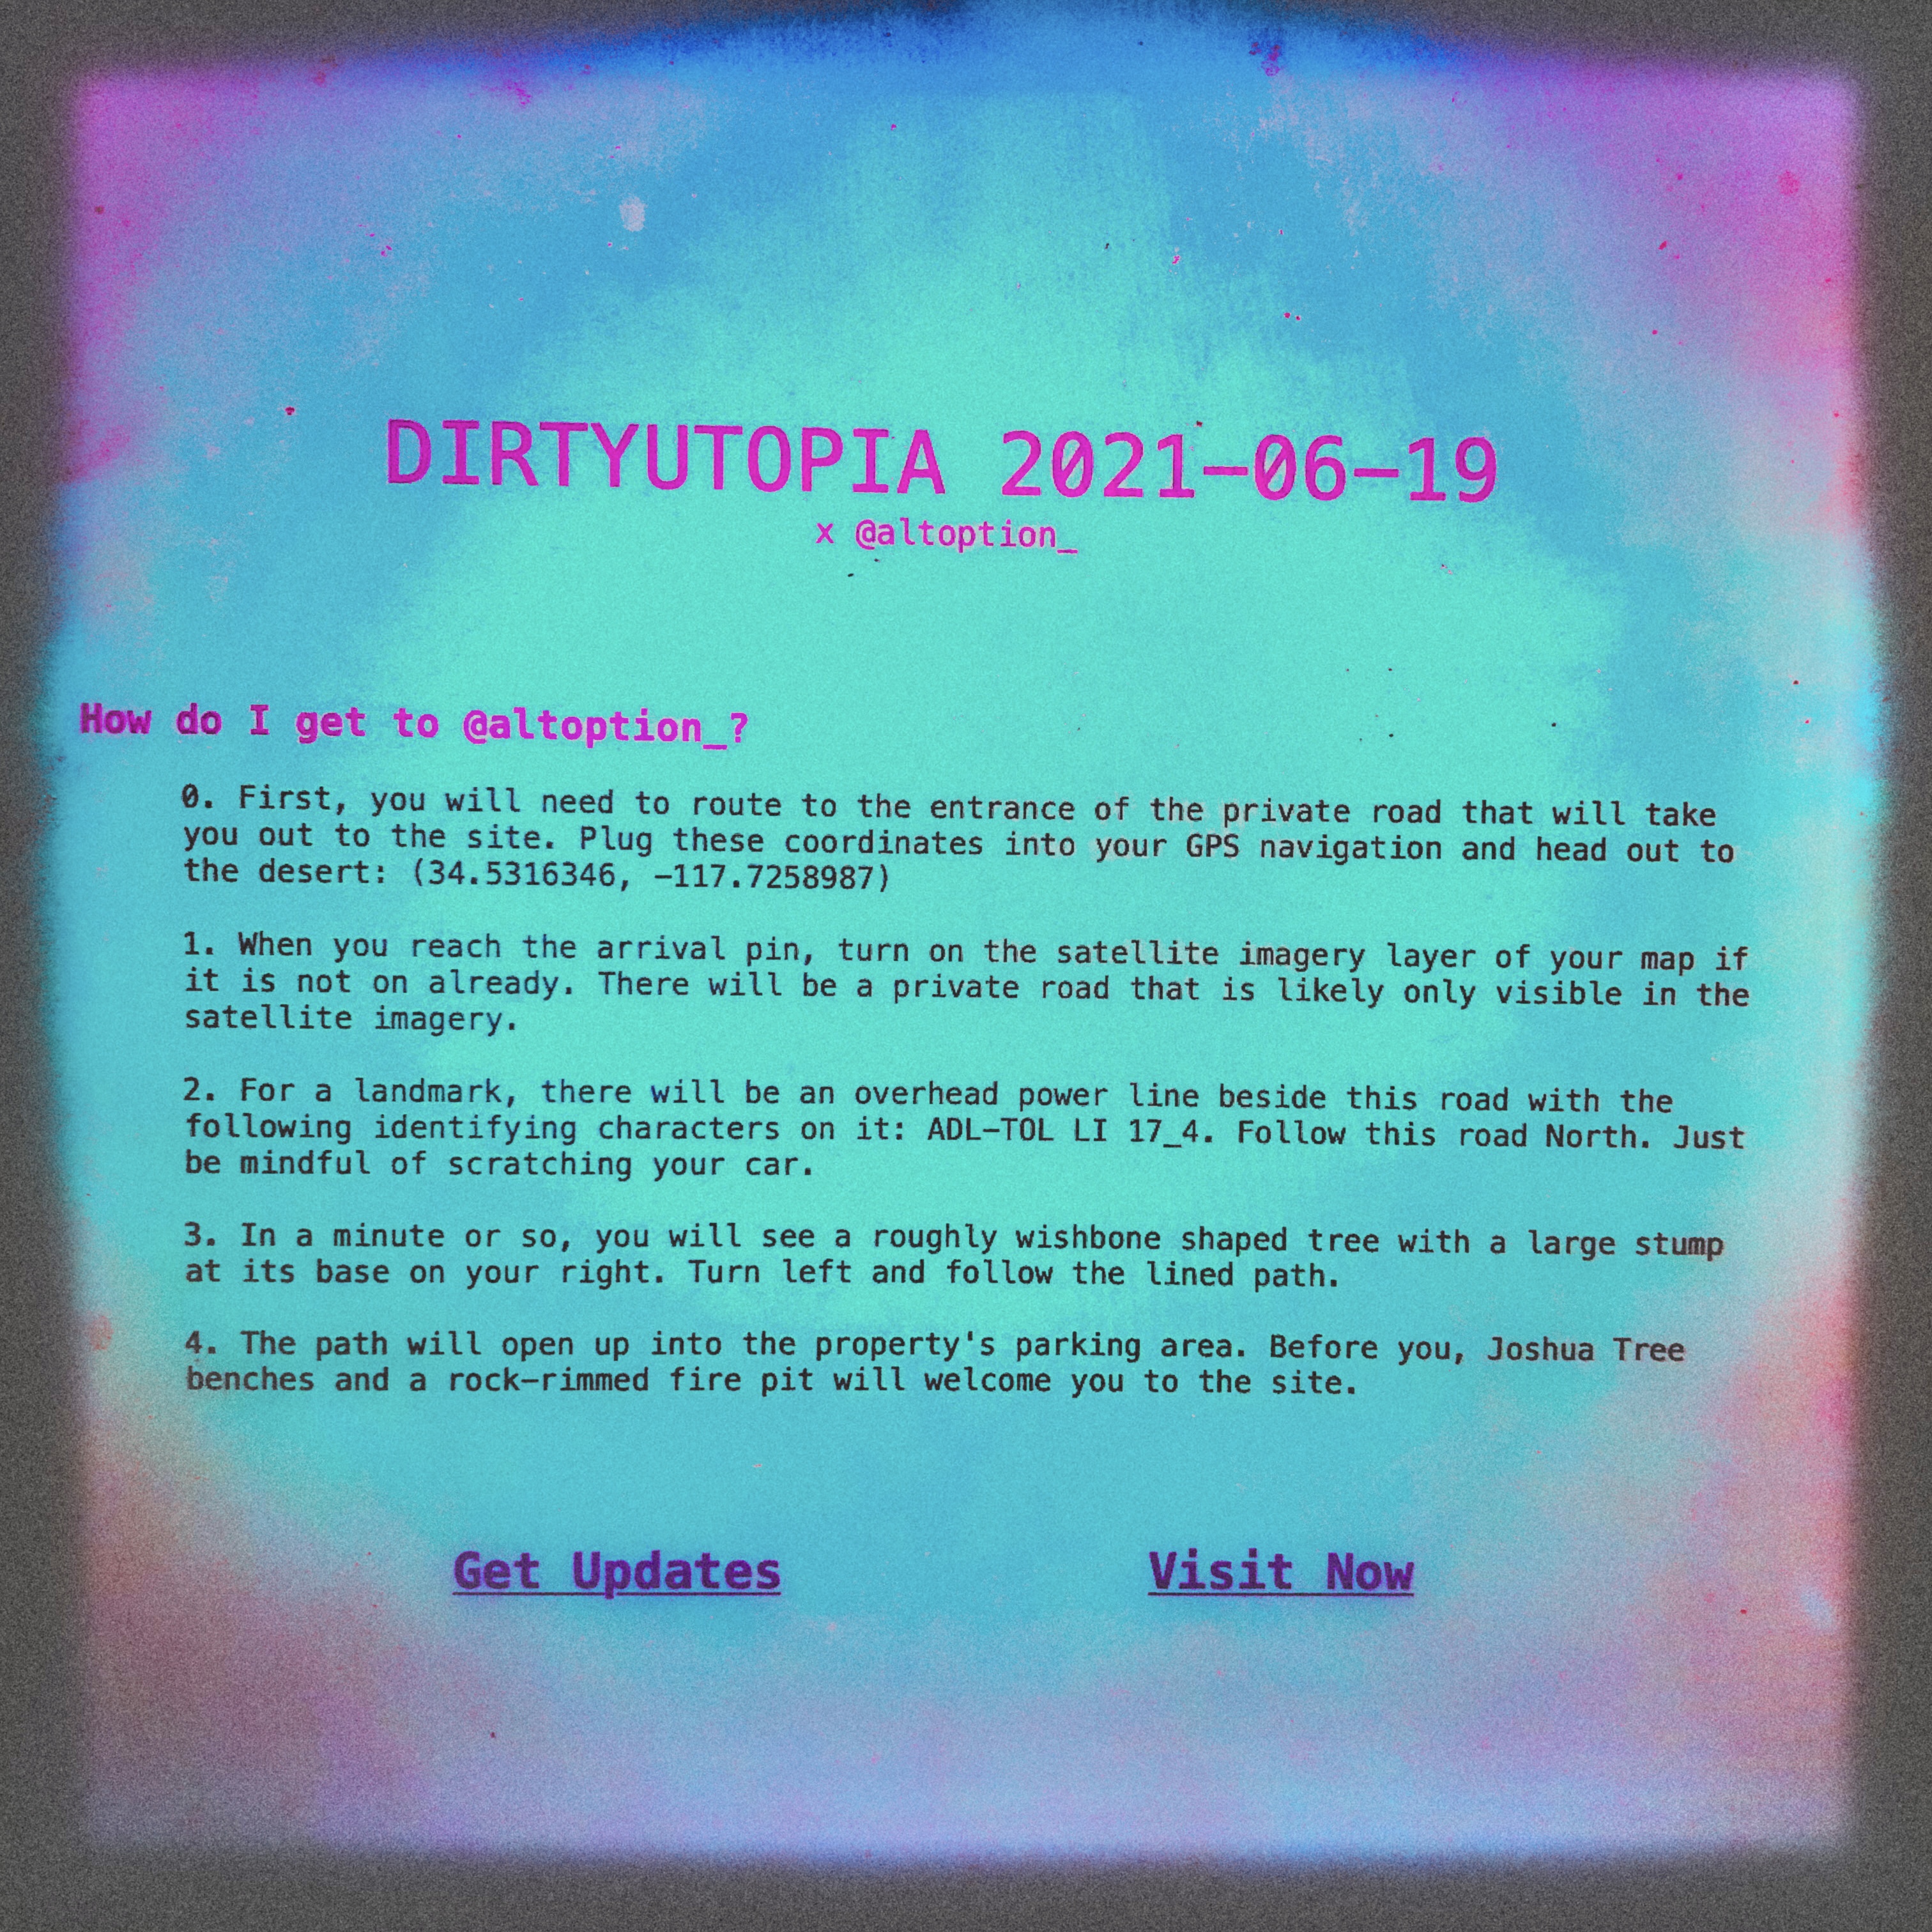 DIRTYUTOPIA 2021–06–19
x @altoption_
How do I get to @altoption_?
0. First, you will need to route to the entrance of the private road that will take
you out to the site. Plug these coordinates into your GPS navigation and head out to
the desert: (34.5316346, –117.7258987)
1. When you reach the arrival pin, turn on the satellite imagery layer of your map if
it is not on already. There will be a private road that is likely only visible in the
satellite imagery.
2. For a landmark, there will be an overhead power line beside this road with the
following identifying characters on it: ADL–TOL LI 17_4. Follow this road North. Just
be mindful of scratching your car.
3. In a minute or so, you will see a roughly wishbone shaped tree with a large stump
at its base on your right. Turn left and follow the lined path.
4. The path will open up into the property's parking area. Before you, Joshua Tree
benches and a rock–rimmed fire pit will welcome you to the site.
Get Updates
Visit Now